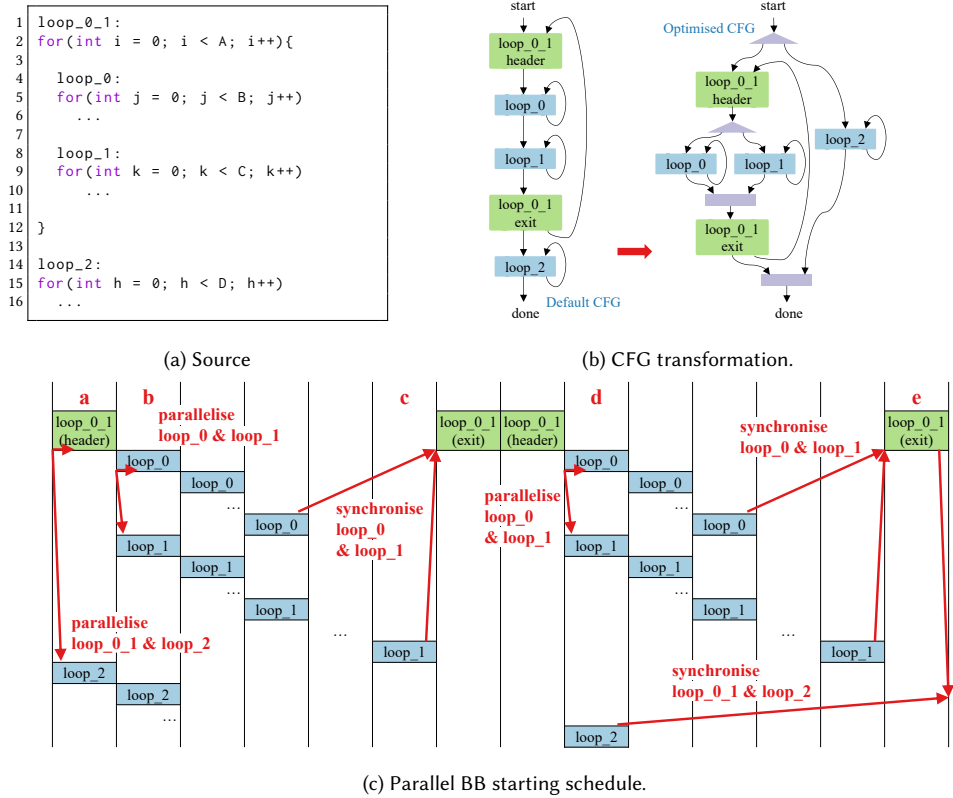 1 loop_0_1:
2 for(int i = 0; i < A; i++){
3
4 loop_0:
5 for(int j = 0; j < B; j++)
6 ...
7
8 loop_1:
9 for(int k = 0; k < C; k++)
10 ...
11
12 }
13
14 loop_2:
15 for(int h = 0; h < D; h++)
16 ...
(a) Source
start
loop_0_1
header
loop_0
loop_1
loop_0_1
exit
loop_2
Default CFG
done
start
Optimised CFG
loop_0_1
header
loop_2
loop_0
loop_1
loop_0_1
exit
done
(b) CFG transformation.
a
b
c
d
e
loop_0_1
(header)
parallelise
loop_0 & loop_1
loop_0
loop_0
...
loop_0
loop_1
loop_1
...
loop_1
...
loop_1
synchronise
loop_0
& loop_1
parallelise
loop_0_1 & loop_2
loop_2
loop_2
...
loop_0_1
(exit)
loop_0_1
(header)
parallelise
loop_0
& loop_1
loop_0
loop_0
...
loop_0
loop_1
loop_1
...
loop_1
...
loop_1
synchronise
loop_0 & loop_1
loop_0_1
(exit)
synchronise
loop_0_1 & loop_2
loop_2
(c) Parallel BB starting schedule.